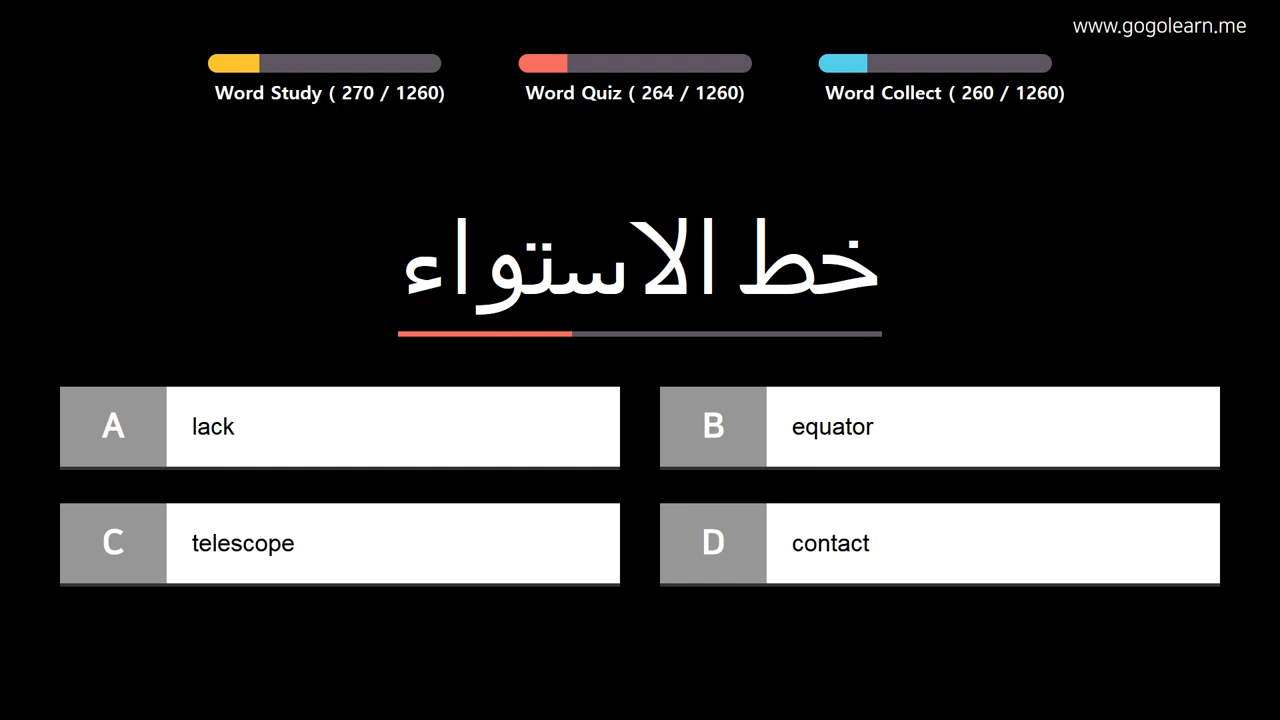 www.gogolearn.me
Word Study ( 270 / 1260)
Word Quiz ( 264 / 1260)
Word Collect ( 260 / 1260)
خط الاستواء
A lack
B equator
C telescope
D contact